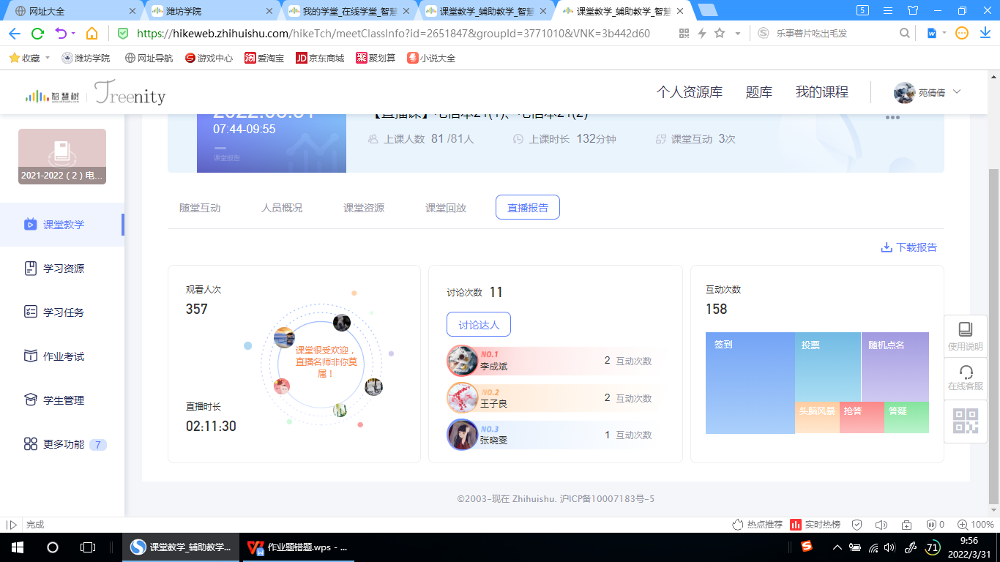 网址大全
潍坊学院
我的学堂_在线学堂_智慧
课堂教学_辅助教学_智慧
课堂教学_辅助教学_智慧
5
https://hikeweb.zhihuishu.com/hikeTch/meetClassInfo?id=2651847&groupId=3771010&VNK=3b442d60
乐事薯片吃出毛发
收藏
潍坊学院
网址导航
游戏中心
淘 爱淘宝
JD 京东商城
聚 聚划算
小说大全
智慧树
Treenity
个人资源库
题库
我的课程
苑倩倩
2021-2022（2）电...
课堂教学
学习资源
学习任务
作业考试
学生管理
更多功能 7
07:44-09:55
课堂报告
上课人数 81 /81人
上课时长 132分钟
课堂互动 3次
随堂互动
人员概况
课堂资源
课堂回放
直播报告
下载报告
观看人次
357
课堂很受欢迎，
直播名师非你莫
属！
直播时长
02:11:30
讨论次数 11
讨论达人
NO.1
李成斌
2 互动次数
NO.2
王子良
2 互动次数
NO.3
张晓雯
1 互动次数
互动次数
158
签到
投票
随机点名
头脑风暴
抢答
答疑
使用说明
在线客服
©2003-现在 Zhihuishu. 沪ICP备10007183号-5
完成
热点推荐
实时热榜
0
100%
课堂教学_辅助教学...
作业题错题.wps - ...
71
9:56
2022/3/31